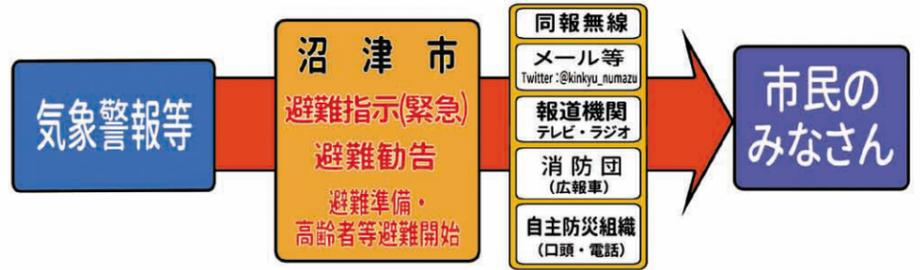 気象警報等
沼津市
避難指示(緊急)
避難勧告
避難準備・
高齢者等避難開始
同報無線
メール等
Twitter:@kinkyu_numazu
報道機関
テレビ・ラジオ
消防団
(広報車)
自主防災組織
(口頭・電話)
市民の
みなさん